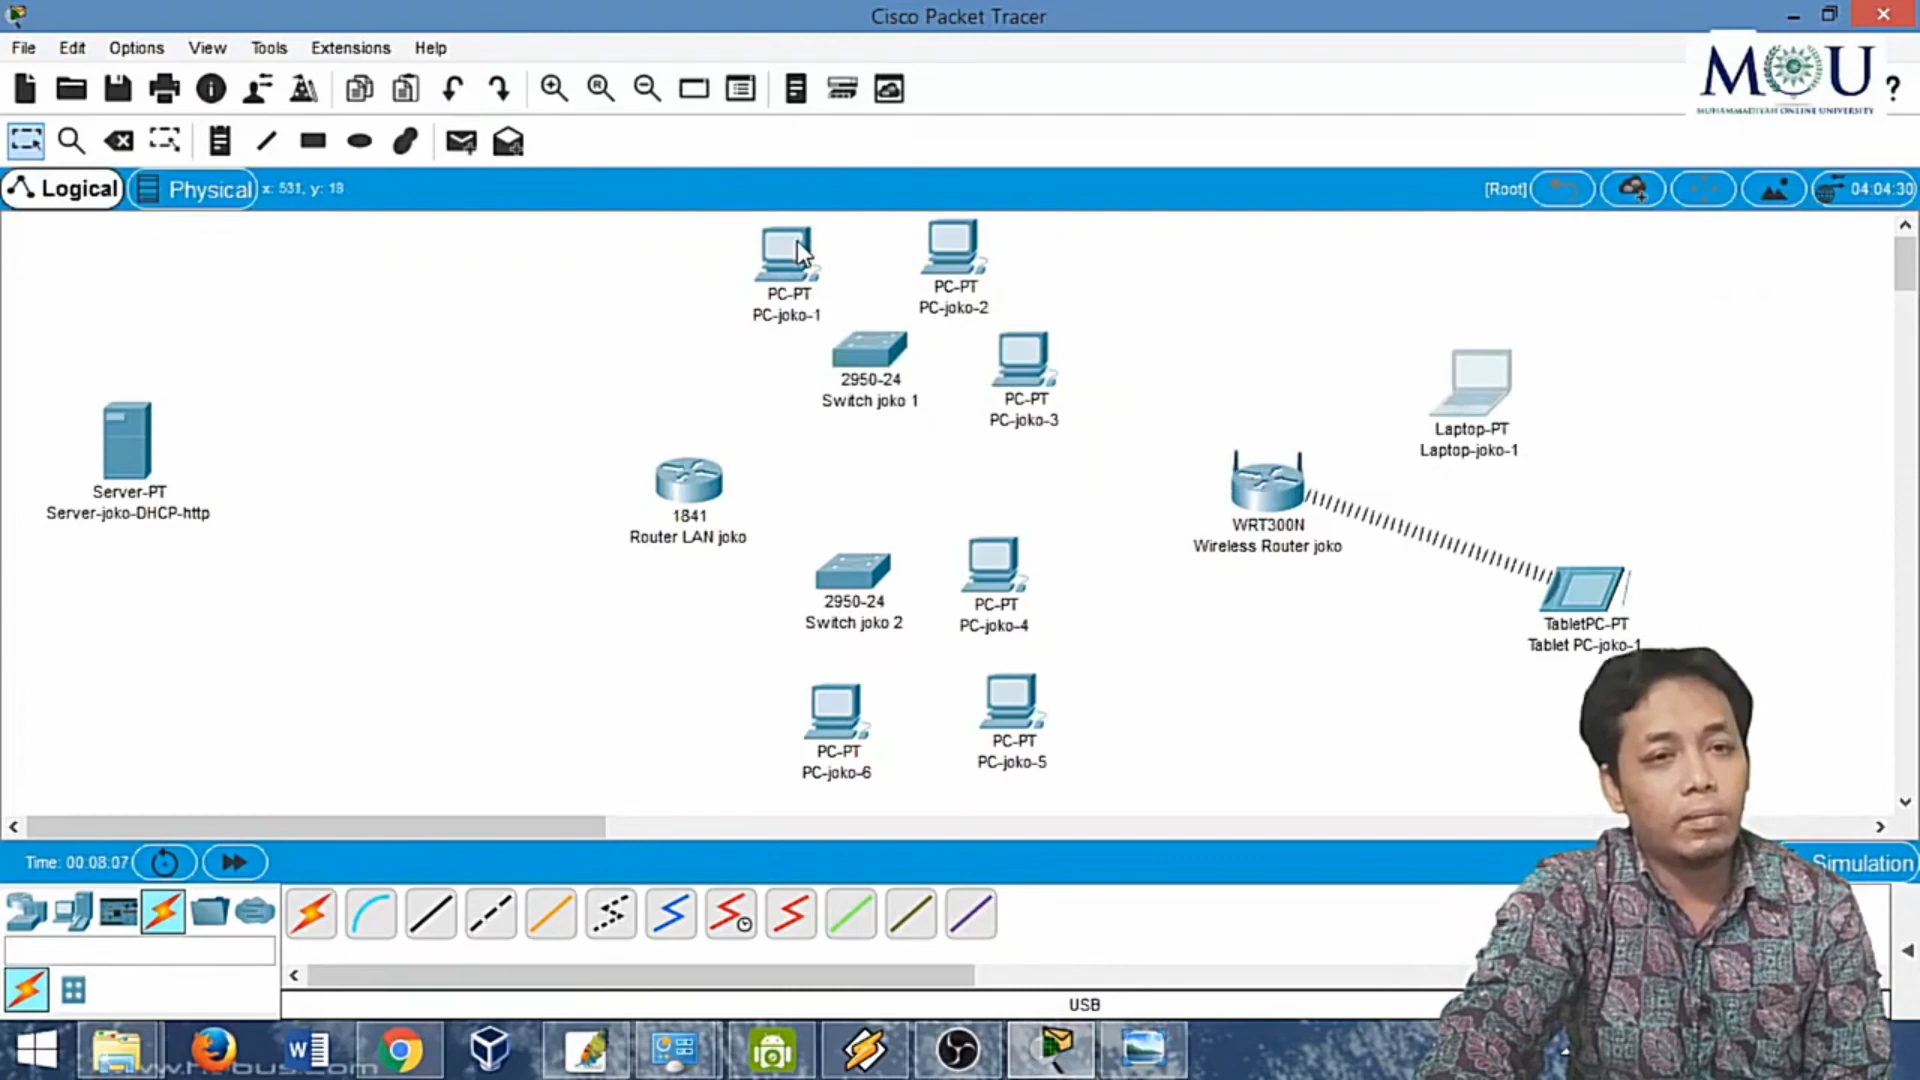 Cisco Packet Tracer
File Edit Options View Tools Extensions Help
MOU
MUHAMMADIYAH ONLINE UNIVERSITY
?
Logical Physical x: 531, y: 18 [Root] 04:04:30
PC-PT
PC-joko-1
PC-PT
PC-joko-2
2950-24
Switch joko 1
PC-PT
PC-joko-3
Laptop-PT
Laptop-joko-1
Server-PT
Server-joko-DHCP-http
1841
Router LAN joko
WRT300N
Wireless Router joko
2950-24
Switch joko 2
PC-PT
PC-joko-4
TabletPC-PT
Tablet PC-joko-1
PC-PT
PC-joko-6
PC-PT
PC-joko-5
Time: 00:08:07 Simulation
USB